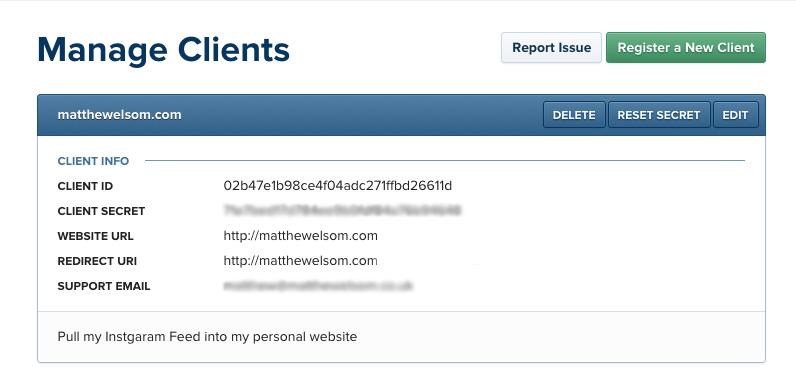 Manage Clients
Report Issue
Register a New Client
matthewelsom.com
DELETE
RESET SECRET
EDIT
CLIENT INFO
CLIENT ID 02b47e1b98ce4f04adc271ffbd26611d
CLIENT SECRET
WEBSITE URL http://matthewelsom.com
REDIRECT URI http://matthewelsom.com
SUPPORT EMAIL
Pull my Instgaram Feed into my personal website